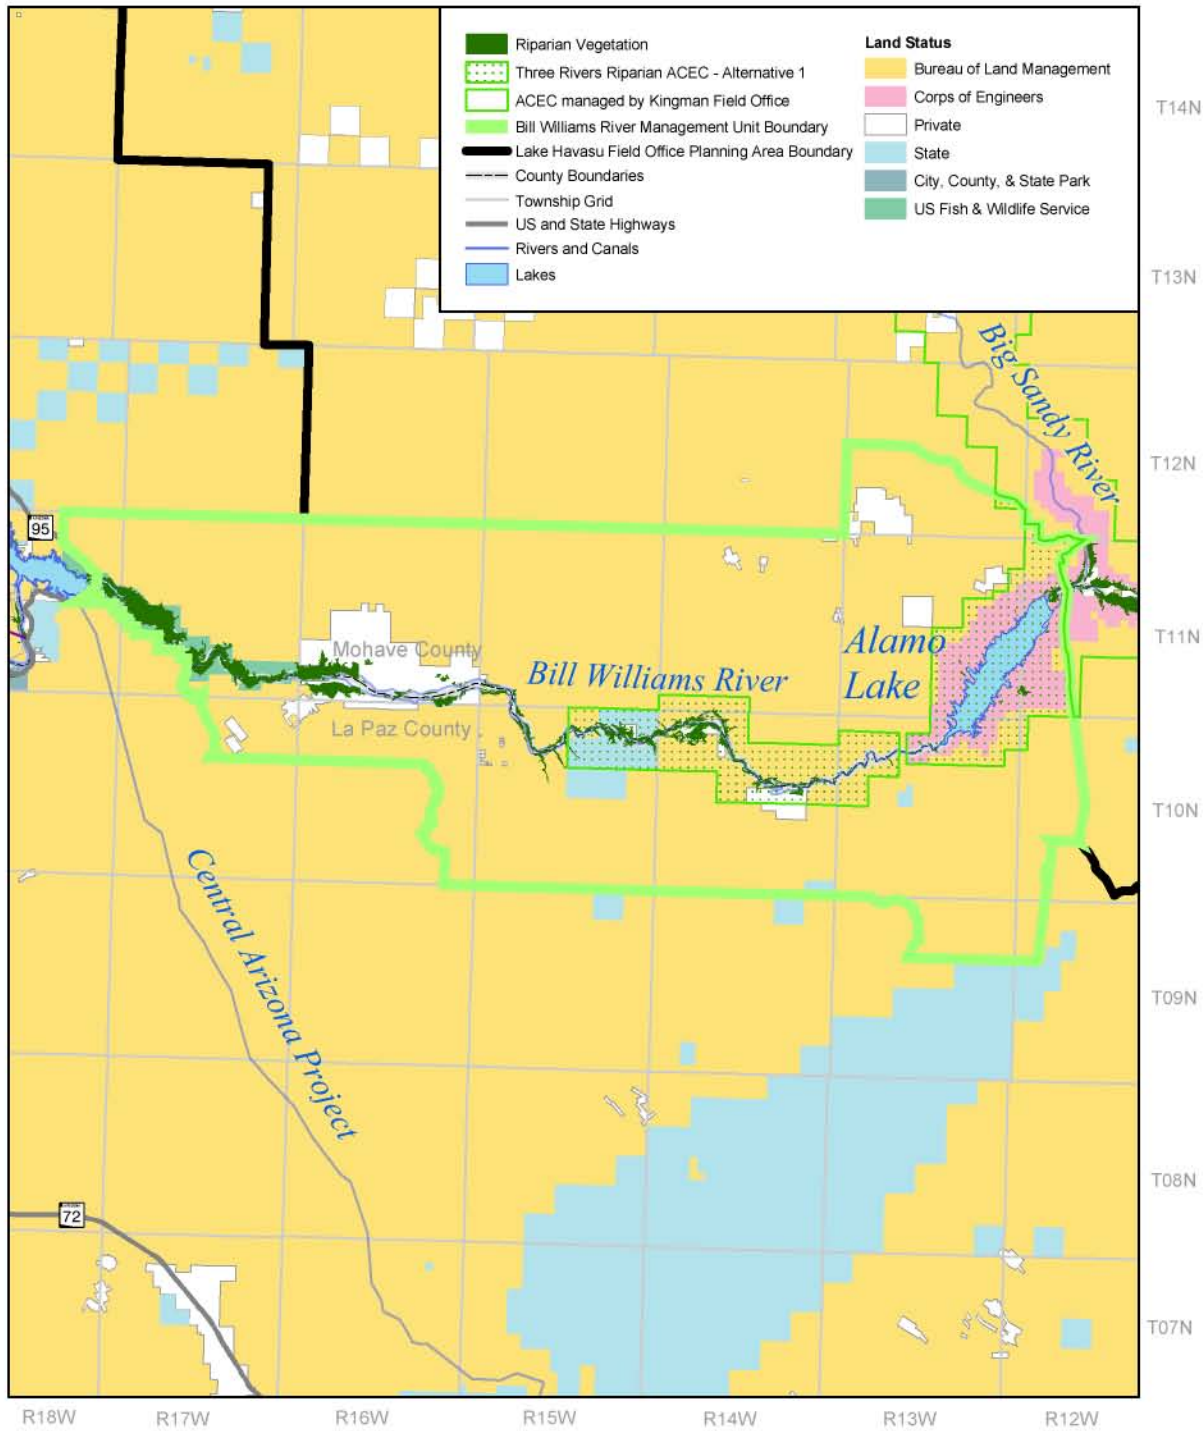 Riparian Vegetation
Three Rivers Riparian ACEC - Alternative 1
ACEC managed by Kingman Field Office
Bill Williams River Management Unit Boundary
Lake Havasu Field Office Planning Area Boundary
County Boundaries
Township Grid
US and State Highways
Rivers and Canals
Lakes
Land Status
Bureau of Land Management
Corps of Engineers
Private
State
City, County, & State Park
US Fish & Wildlife Service
T14N
T13N
Big Sandy River
T12N
95
T11N
Mohave County
Alamo
Lake
Bill Williams River
La Paz County
T10N
Central Arizona Project
T09N
T08N
72
T07N
R18W
R17W
R16W
R15W
R14W
R13W
R12W